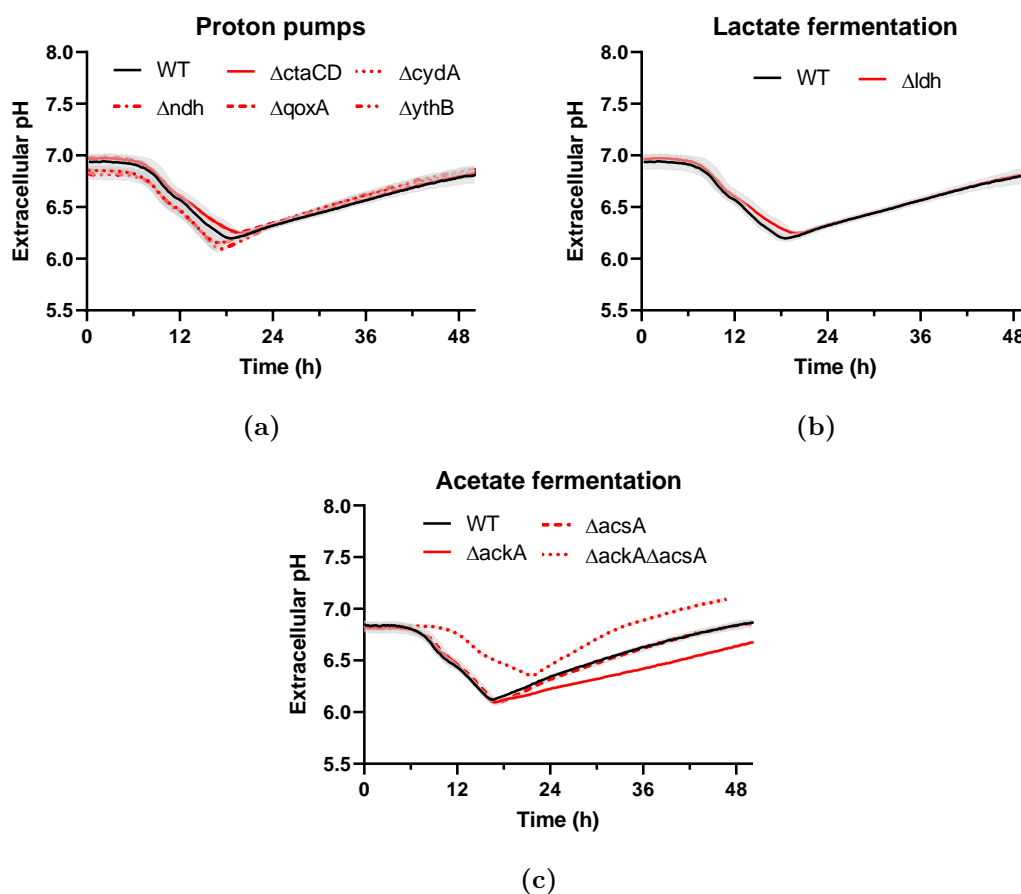 Proton pumps
WT ΔctaCD ΔcydA
Δndh ΔqoxA ΔythB
8.0
7.5
7.0
6.5
6.0
5.5
Extracellular pH
0 12 24 36 48
Time (h)
(a)
Lactate fermentation
WT Δldh
8.0
7.5
7.0
6.5
6.0
5.5
Extracellular pH
0 12 24 36 48
Time (h)
(b)
Acetate fermentation
WT ΔacsA
ΔackA ΔackAΔacsA
8.0
7.5
7.0
6.5
6.0
5.5
Extracellular pH
0 12 24 36 48
Time (h)
(c)